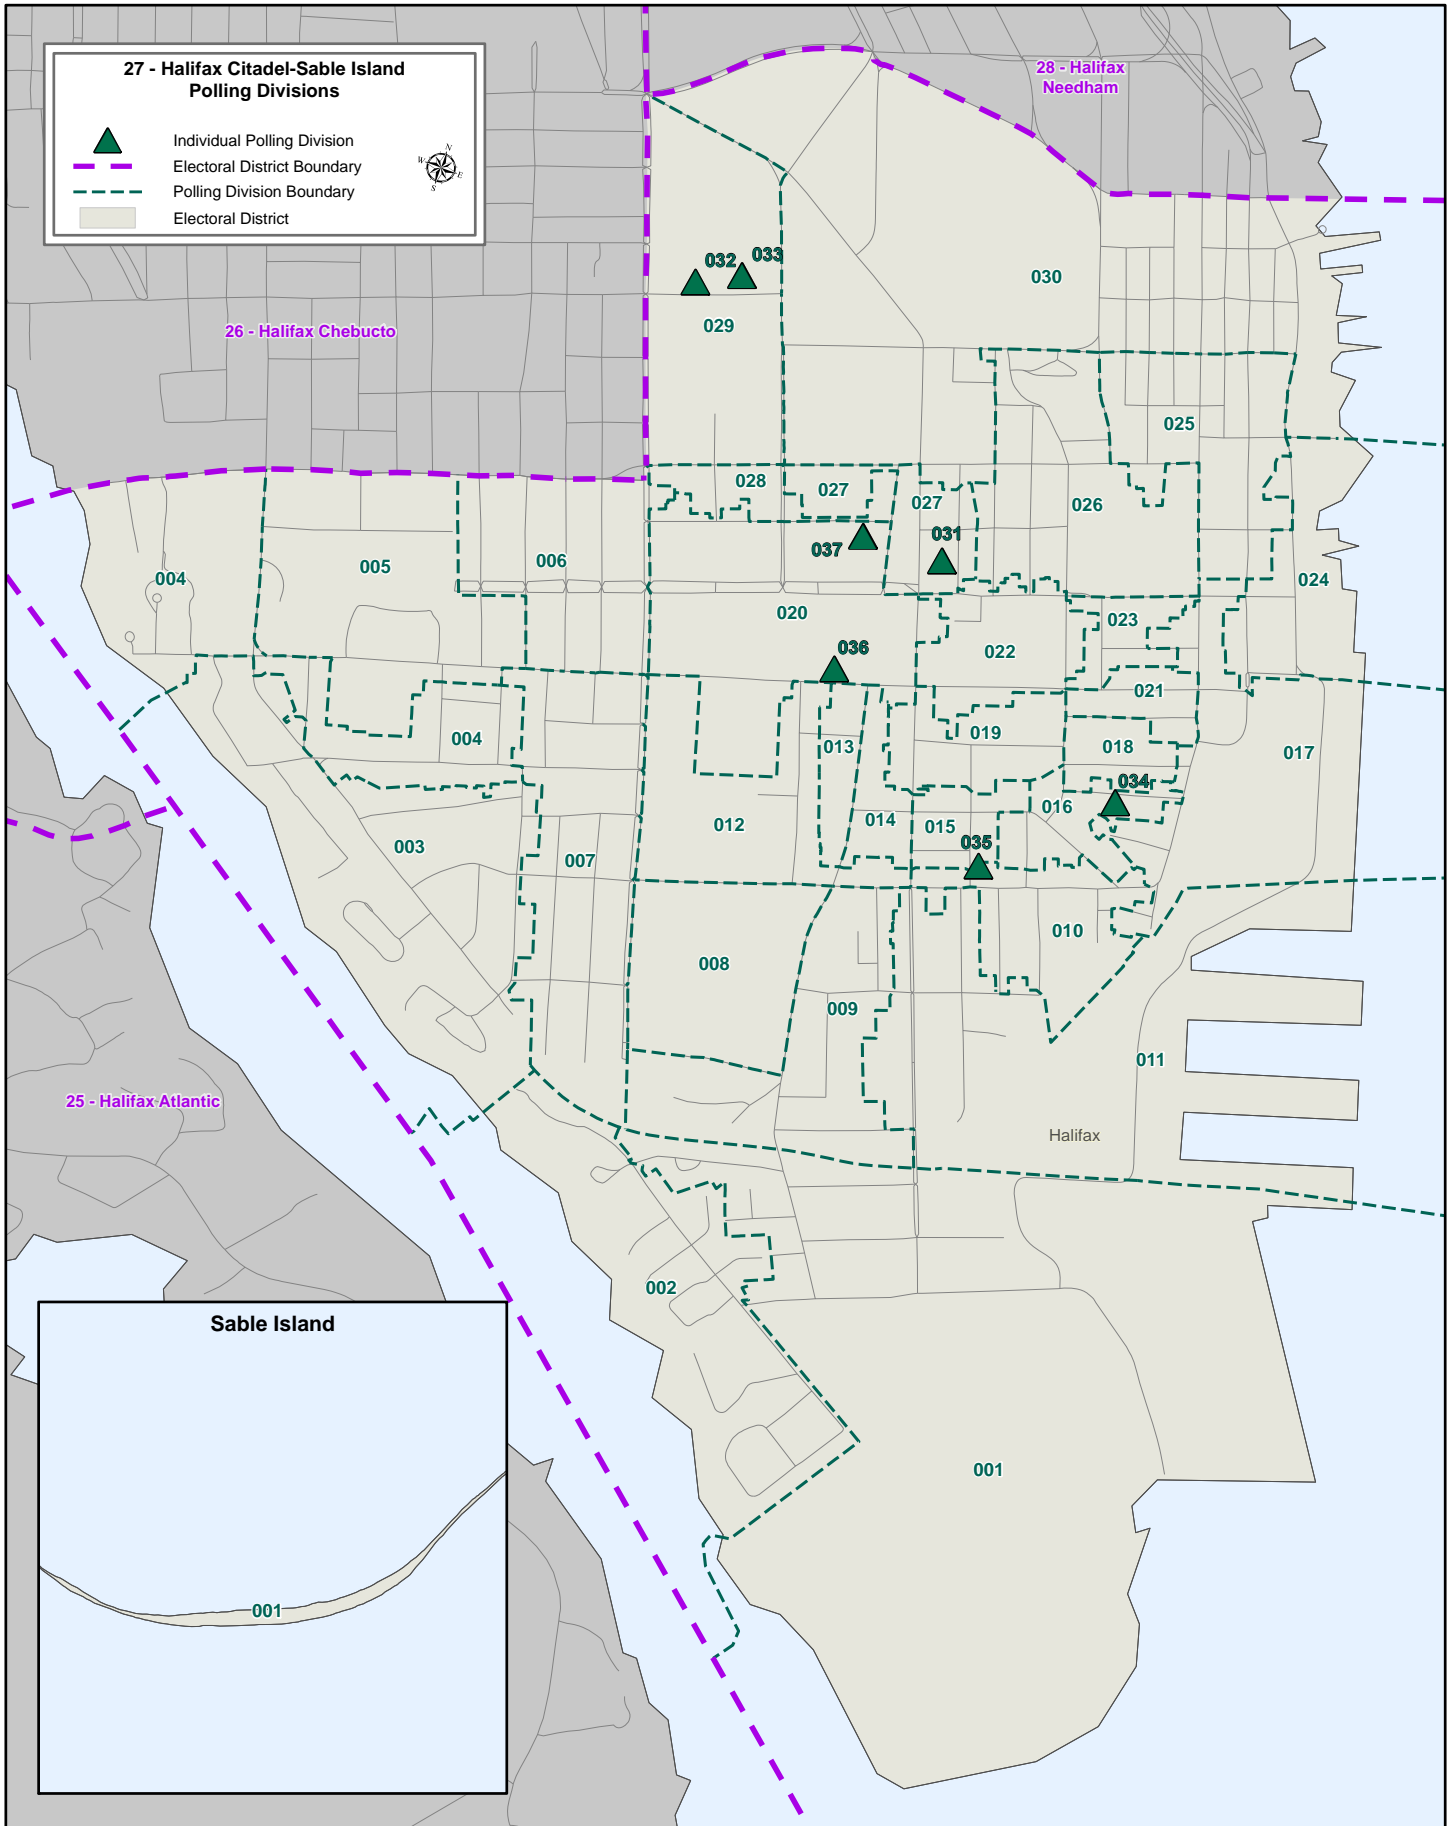 27 - Halifax Citadel-Sable Island
Polling Divisions
Individual Polling Division
Electoral District Boundary
Polling Division Boundary
Electoral District
N
W
E
S
28 - Halifax
Needham
032
033
030
029
26 - Halifax Chebucto
025
028
027
027
026
037
031
006
005
004
024
020
023
036
022
021
004
013
019
018
017
034
016
012
014
015
003
007
035
010
008
009
011
25 - Halifax Atlantic
Halifax
002
Sable Island
001
001